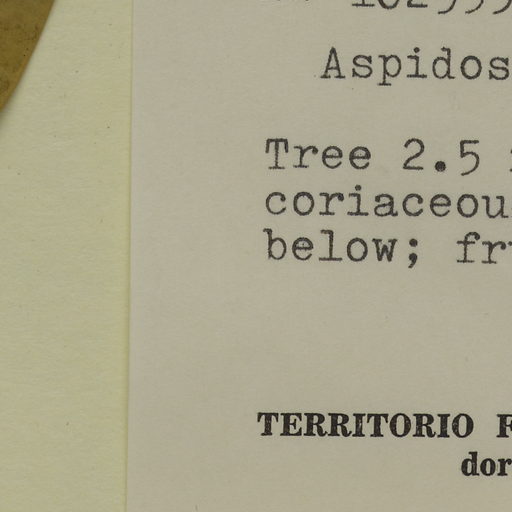 Aspidos
Tree 2.5
coriaceou
below; fr
TERRITORIO F
dor